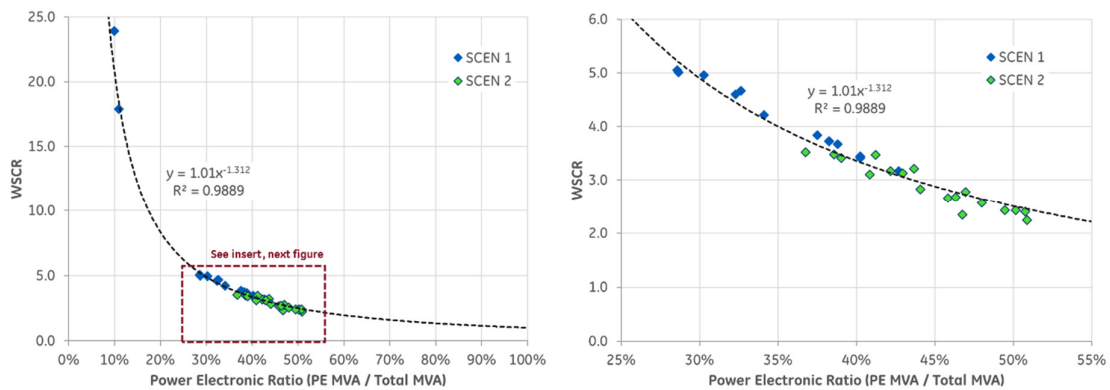 25.0
20.0
15.0
10.0
5.0
0.0
WSCR
SCEN 1
SCEN 2
y = 1.01x^-1.312
R² = 0.9889
See insert, next figure
0% 10% 20% 30% 40% 50% 60% 70% 80% 90% 100%
Power Electronic Ratio (PE MVA / Total MVA)
6.0
5.0
4.0
3.0
2.0
1.0
0.0
WSCR
SCEN 1
SCEN 2
y = 1.01x^-1.312
R² = 0.9889
25% 30% 35% 40% 45% 50% 55%
Power Electronic Ratio (PE MVA / Total MVA)